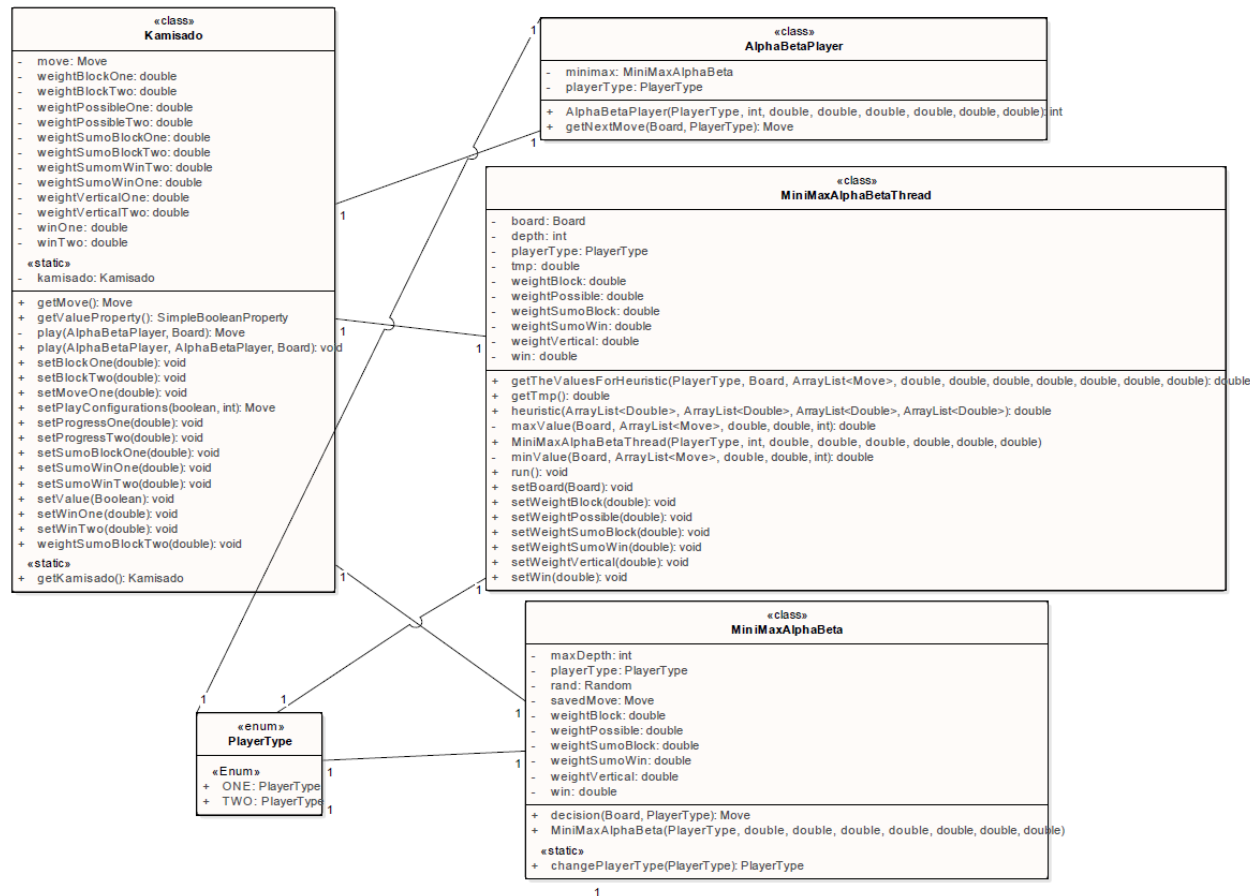 «class»
Kamisado
- move: Move
- weightBlockOne: double
- weightBlockTwo: double
- weightPossibleOne: double
- weightPossibleTwo: double
- weightSumoBlockOne: double
- weightSumoBlockTwo: double
- weightSumomWinTwo: double
- weightSumoWinOne: double
- weightVerticalOne: double
- weightVerticalTwo: double
- winOne: double
- winTwo: double
«static»
- kamisado: Kamisado
+ getMove(): Move
+ getValueProperty(): SimpleBooleanProperty
- play(AlphaBetaPlayer, Board): Move
+ play(AlphaBetaPlayer, AlphaBetaPlayer, Board): void
+ setBlockOne(double): void
+ setBlockTwo(double): void
+ setMoveOne(double): void
+ setPlayConfigurations(boolean, int): Move
+ setProgressOne(double): void
+ setProgressTwo(double): void
+ setSumoBlockOne(double): void
+ setSumoWinOne(double): void
+ setSumoWinTwo(double): void
+ setValue(Boolean): void
+ setWinOne(double): void
+ setWinTwo(double): void
+ weightSumoBlockTwo(double): void
«static»
+ getKamisado(): Kamisado
1
1
1
1
1
1
«class»
AlphaBetaPlayer
- minimax: MiniMaxAlphaBeta
- playerType: PlayerType
+ AlphaBetaPlayer(PlayerType, int, double, double, double, double, double, double): int
+ getNextMove(Board, PlayerType): Move
«class»
MiniMaxAlphaBetaThread
- board: Board
- depth: int
- playerType: PlayerType
- tmp: double
- weightBlock: double
- weightPossible: double
- weightSumoBlock: double
- weightSumoWin: double
- weightVertical: double
- win: double
+ getTheValuesForHeuristic(PlayerType, Board, ArrayList<Move>, double, double, double, double, double, double, double): double
+ getTmp(): double
+ heuristic(ArrayList<Double>, ArrayList<Double>, ArrayList<Double>, ArrayList<Double>): double
- maxValue(Board, ArrayList<Move>, double, double, int): double
+ MiniMaxAlphaBetaThread(PlayerType, int, double, double, double, double, double, double)
- minValue(Board, ArrayList<Move>, double, double, int): double
+ run(): void
+ setBoard(Board): void
+ setWeightBlock(double): void
+ setWeightPossible(double): void
+ setWeightSumoBlock(double): void
+ setWeightSumoWin(double): void
+ setWeightVertical(double): void
+ setWin(double): void
1
1
1
1
«enum»
PlayerType
«Enum»
+ ONE: PlayerType
+ TWO: PlayerType
1
1
1
«class»
MiniMaxAlphaBeta
- maxDepth: int
- playerType: PlayerType
- rand: Random
- savedMove: Move
- weightBlock: double
- weightPossible: double
- weightSumoBlock: double
- weightSumoWin: double
- weightVertical: double
- win: double
+ decision(Board, PlayerType): Move
+ MiniMaxAlphaBeta(PlayerType, double, double, double, double, double, double, double)
«static»
+ changePlayerType(PlayerType): PlayerType
1